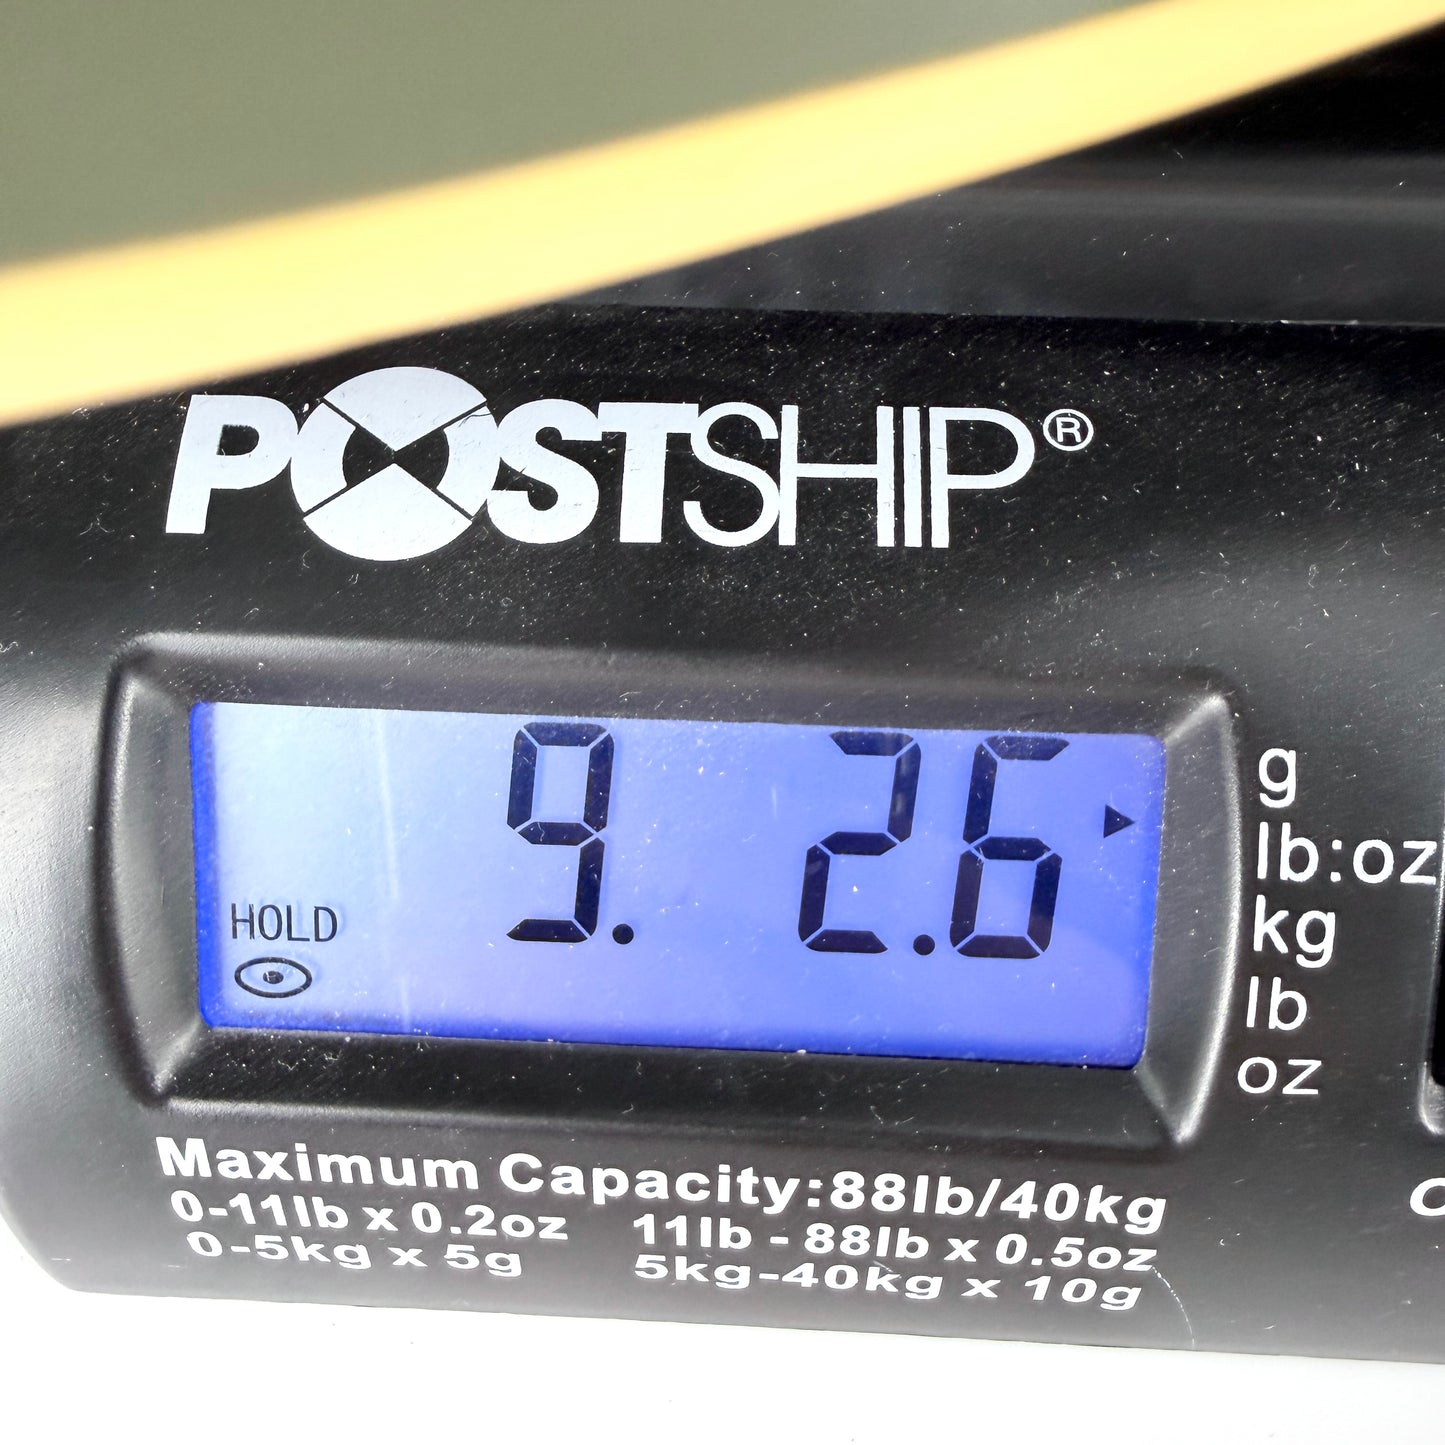 POSTSHIP®
9. 2.6
HOLD
g
lb:oz
kg
lb
oz
Maximum Capacity:88lb/40kg
0-11lb x 0.2oz 11lb - 88lb x 0.5oz
0-5kg x 5g 5kg-40kg x 10g